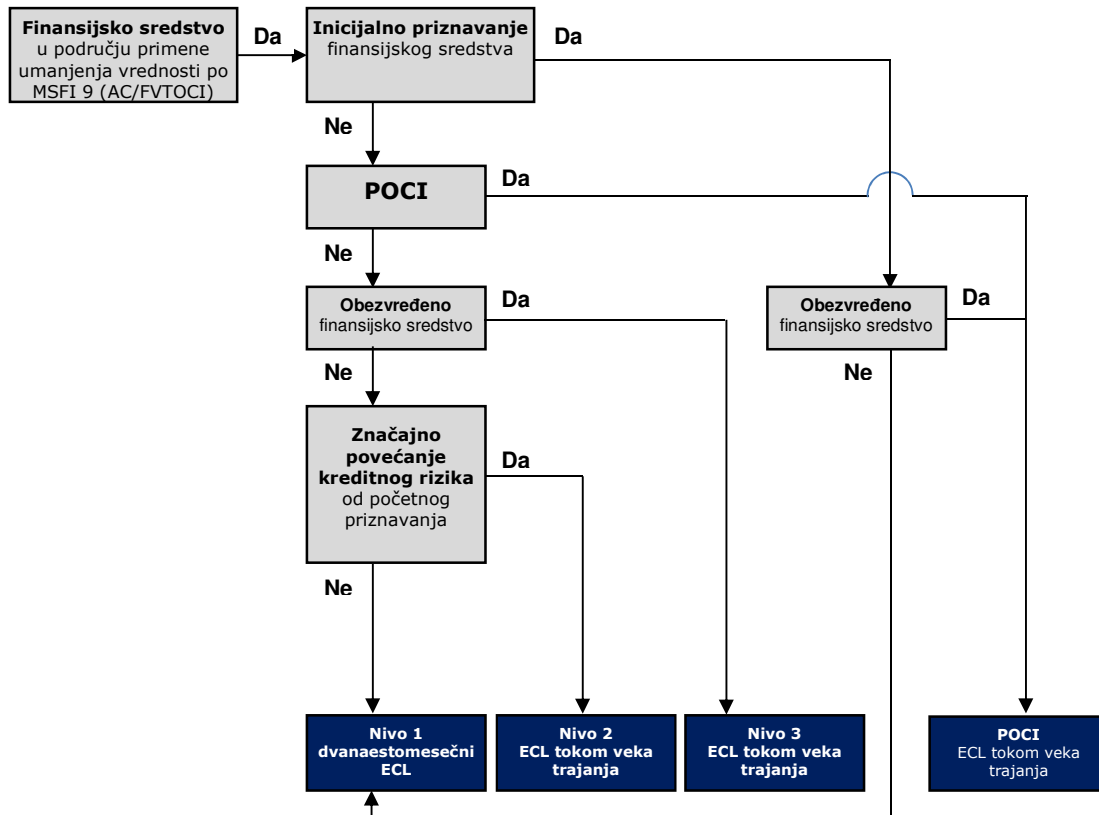 Finansijsko sredstvo
u području primene
umanjenja vrednosti po
MSFI 9 (AC/FVTOCI)
Da
Inicijalno priznavanje
finansijskog sredstva
Da
Ne
POCI
Da
Ne
Obezvređeno
finansijsko sredstvo
Da
Obezvređeno
finansijsko sredstvo
Da
Ne
Ne
Značajno
povećanje
kreditnog rizika
od početnog
priznavanja
Da
Ne
Nivo 1
dvanaestomesečni
ECL
Nivo 2
ECL tokom veka
trajanja
Nivo 3
ECL tokom veka
trajanja
POCI
ECL tokom veka
trajanja